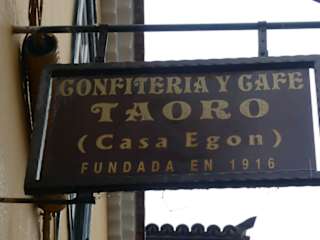 CONFITERIA Y CAFE
TAORO
(Casa Egon)
FUNDADA EN 1916